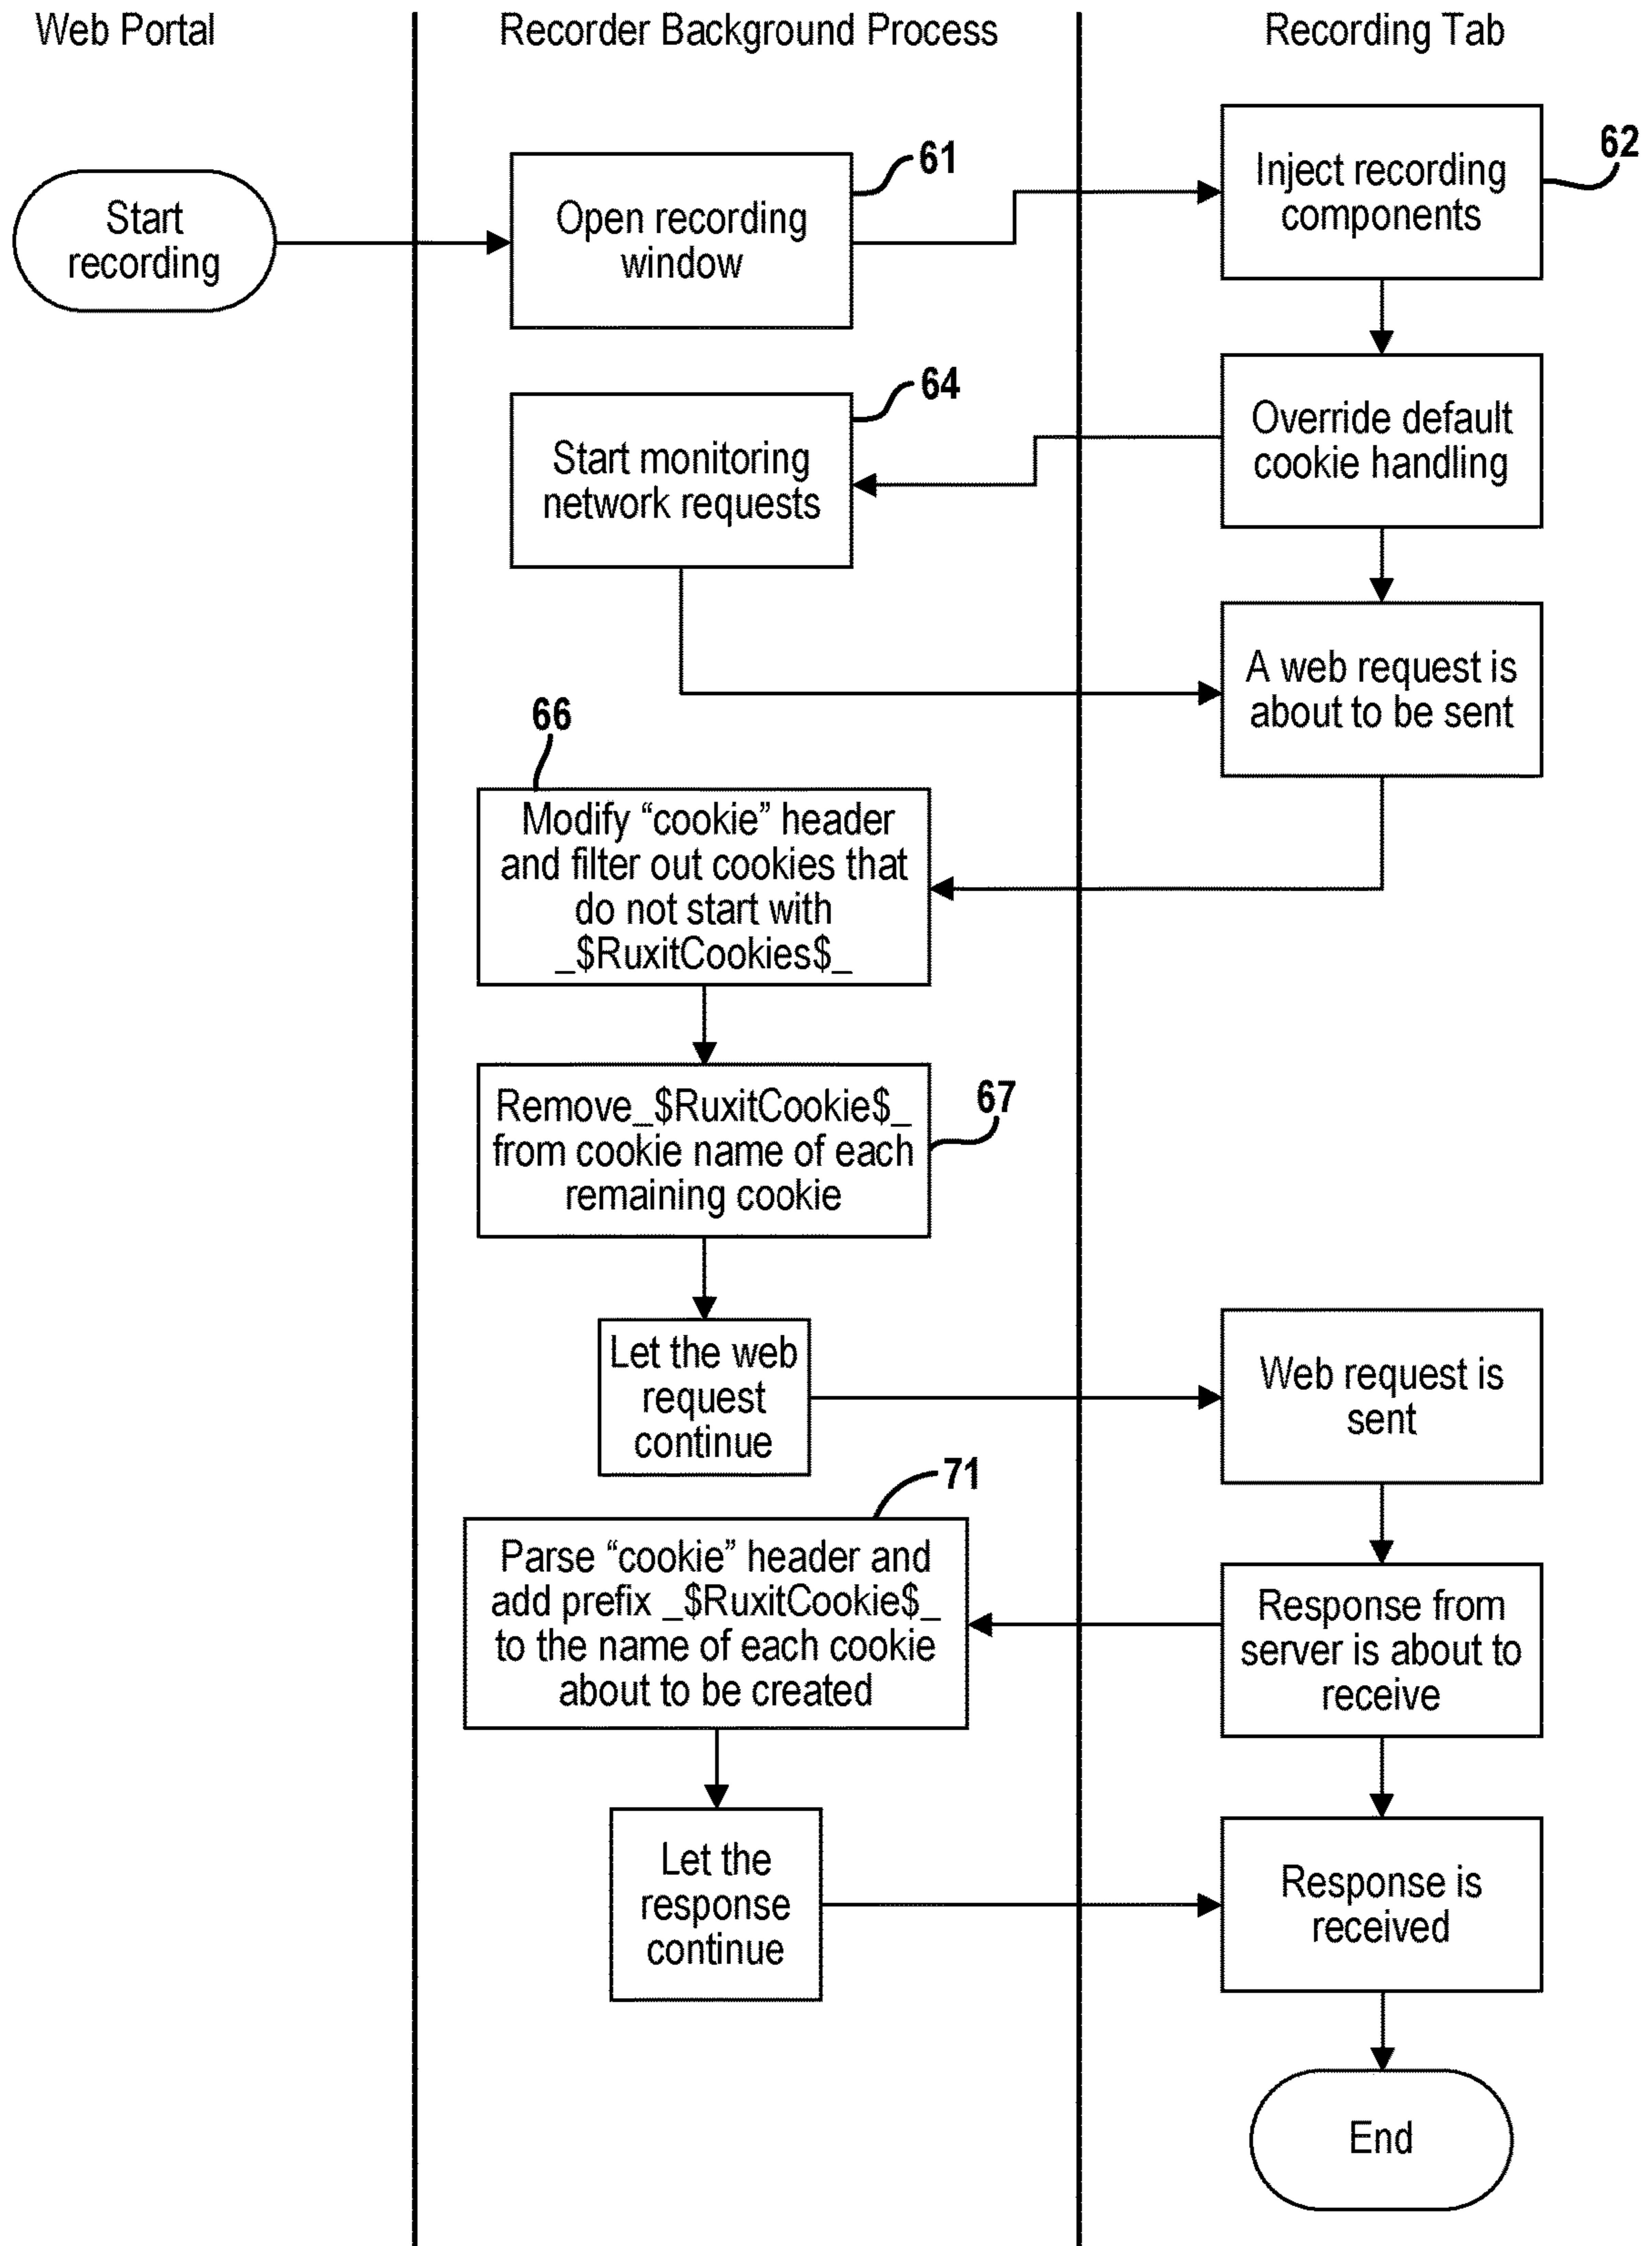 Web Portal
Recorder Background Process
Recording Tab
Start
recording
61
Open recording
window
62
Inject recording
components
64
Start monitoring
network requests
Override default
cookie handling
A web request is
about to be sent
66
Modify “cookie” header
and filter out cookies that
do not start with
_$RuxitCookies$_
67
Remove_$RuxitCookie$_
from cookie name of each
remaining cookie
Let the web
request
continue
Web request is
sent
71
Parse “cookie” header and
add prefix _$RuxitCookie$_
to the name of each cookie
about to be created
Response from
server is about to
receive
Let the
response
continue
Response is
received
End